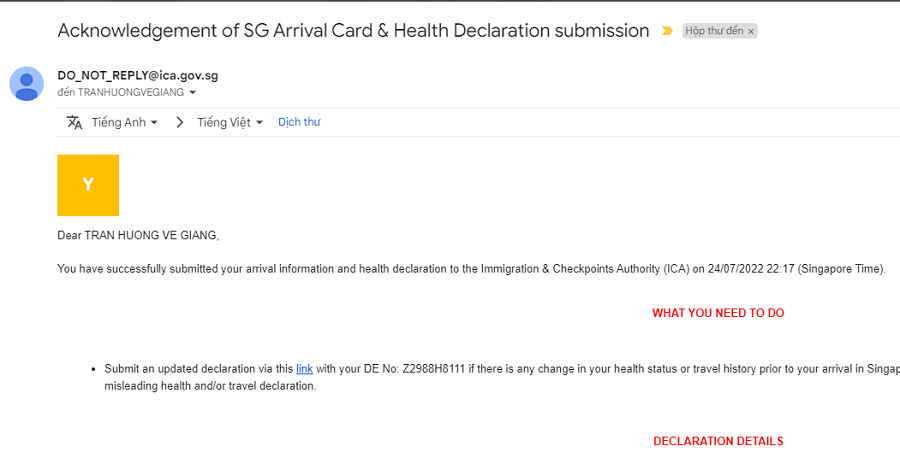 Acknowledgement of SG Arrival Card & Health Declaration submission Hộp thư đến ×
DO_NOT_REPLY@ica.gov.sg
đến TRANHUONGVEGIANG
Tiếng Anh > Tiếng Việt Dịch thư
Y
Dear TRAN HUONG VE GIANG,
You have successfully submitted your arrival information and health declaration to the Immigration & Checkpoints Authority (ICA) on 24/07/2022 22:17 (Singapore Time).
WHAT YOU NEED TO DO
• Submit an updated declaration via this link with your DE No: Z2988H8111 if there is any change in your health status or travel history prior to your arrival in Singap
misleading health and/or travel declaration.
DECLARATION DETAILS